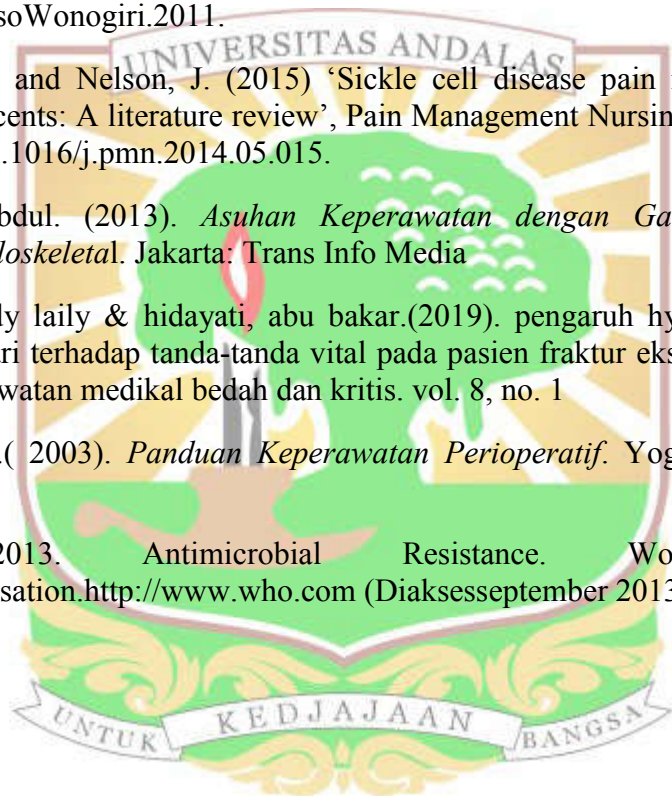 soWonogiri.2011.
UNIVERSITAS ANDALAS
and Nelson, J. (2015) ‘Sickle cell disease pain
cents: A literature review’, Pain Management Nursin
.1016/j.pmn.2014.05.015.
bdul. (2013). Asuhan Keperawatan dengan Ga
loskeletal. Jakarta: Trans Info Media
ly laily & hidayati, abu bakar.(2019). pengaruh hy
ari terhadap tanda-tanda vital pada pasien fraktur eks
watan medikal bedah dan kritis. vol. 8, no. 1
.( 2003). Panduan Keperawatan Perioperatif. Yog
2013. Antimicrobial Resistance. Wo
sation.http://www.who.com (Diaksesseptember 2013
UNTUK KEDJAJAAN BANGSA